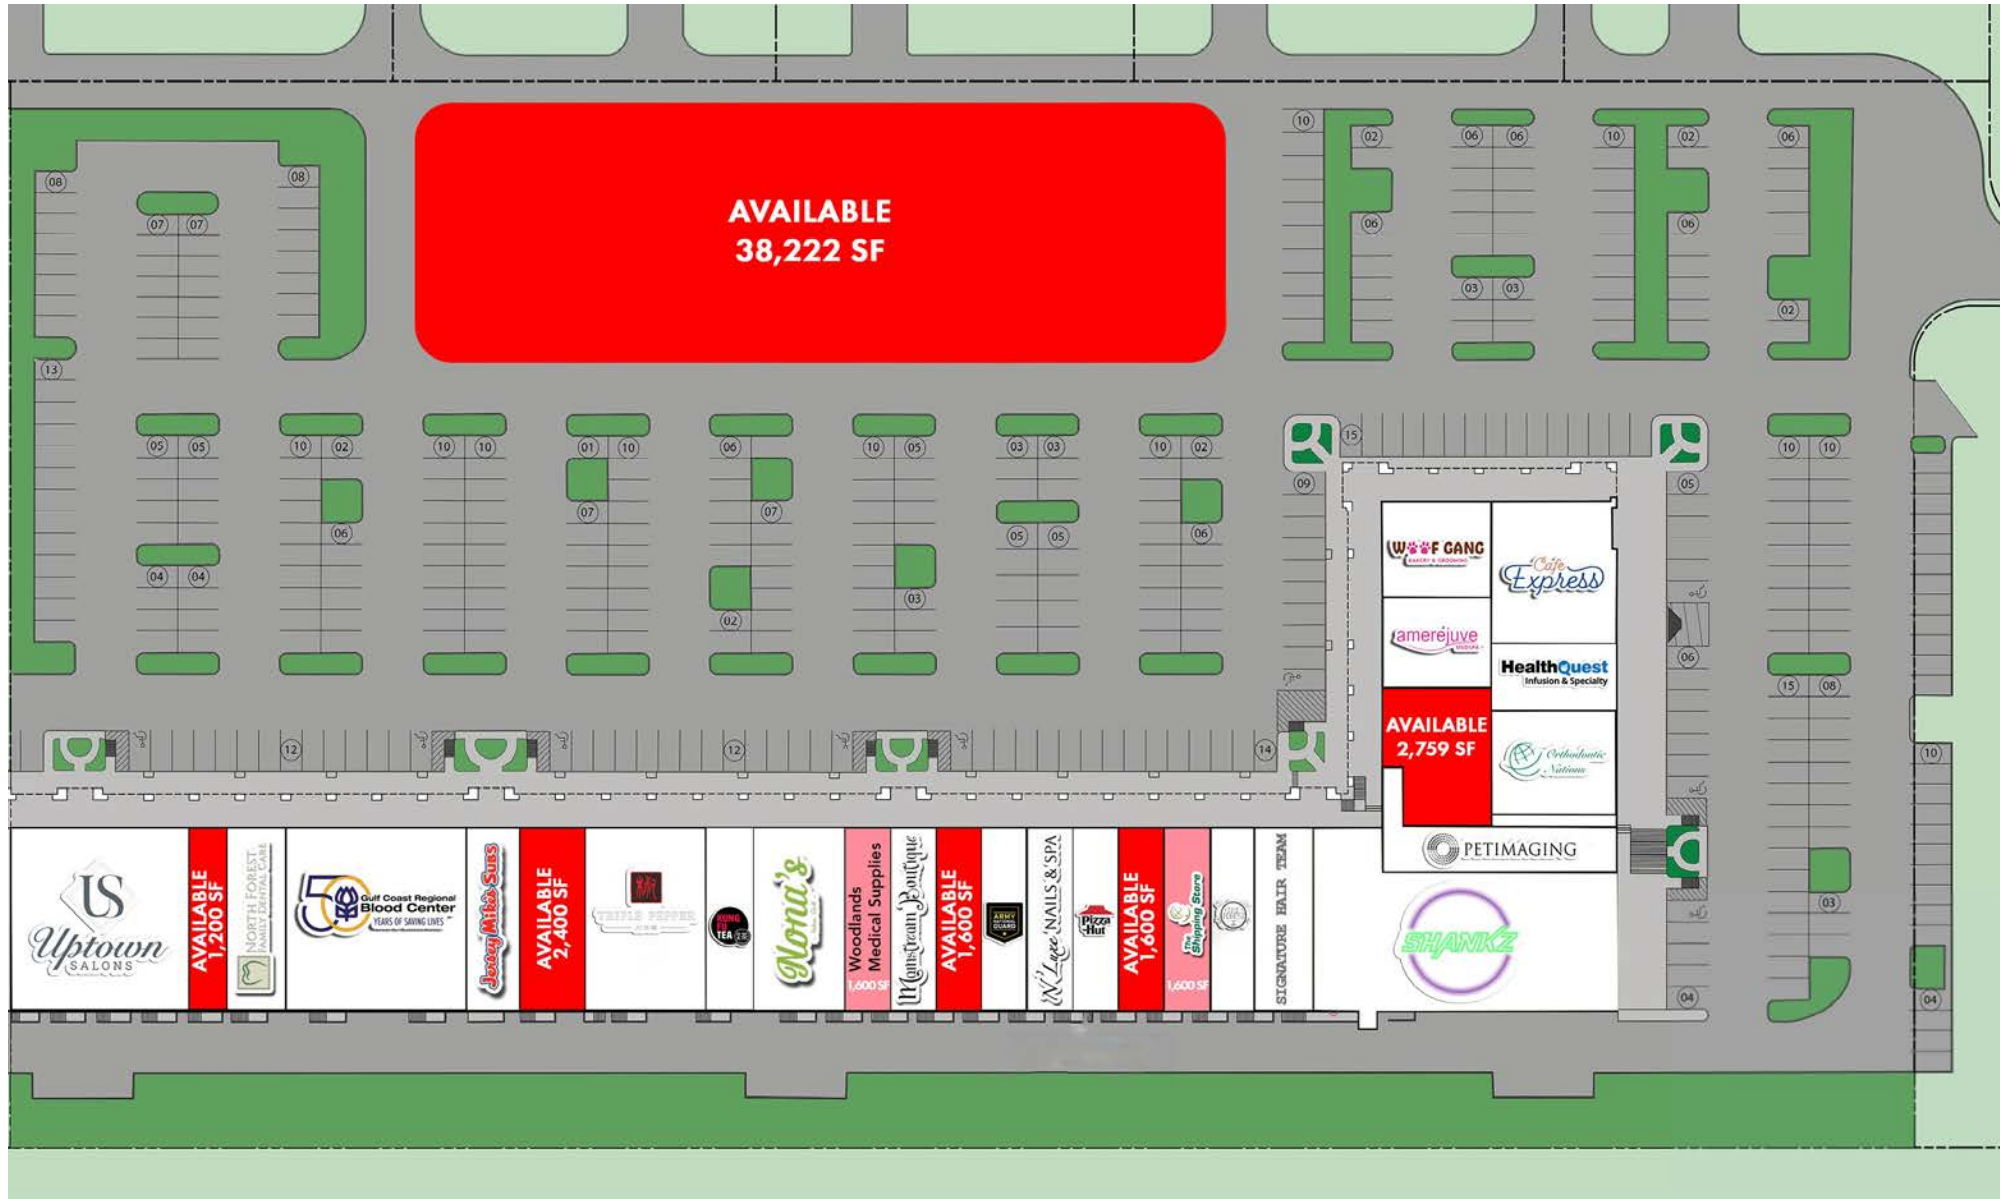 AVAILABLE
38,222 SF
10
02
06
06
10
02
06
08
08
07
07
06
06
03
03
02
13
05
05
10
02
10
10
01
10
06
10
05
03
03
10
02
15
10
10
09
05
06
07
07
05
05
06
04
04
03
02
WOOF GANG
BAKERY & GROOMING
Cafe
Express
amerejuve
MEDSPA
HealthQuest
Infusion & Specialty
06
15
08
AVAILABLE
2,759 SF
Orthodontic
Nations
12
12
14
10
PETIMAGING
US
Uptown
SALONS
AVAILABLE
1,200 SF
NORTH FOREST
FAMILY DENTAL CARE
50
Gulf Coast Regional
Blood Center
YEARS OF SAVING LIVES
Jersey Mike's Subs
AVAILABLE
2,400 SF
TRIPLE PEPPER
KUNG
FU
TEA
Nona's
Woodlands
Medical Supplies
1,600 SF
Mainstream Boutique
AVAILABLE
1,600 SF
ARMY
NATIONAL
GUARD
N'Luxe NAILS & SPA
Pizza
Hut
AVAILABLE
1,600 SF
The
Shipping Store
1,600 SF
SIGNATURE HAIR TEAM
SHANKZ
03
04
04